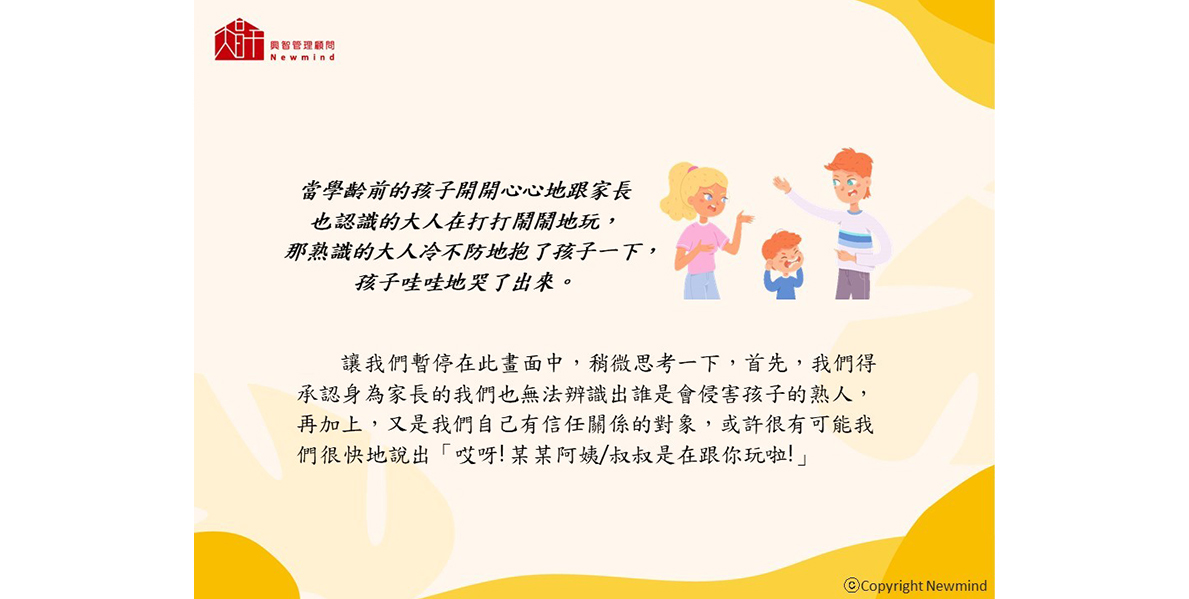 興智管理顧問
Newmind
當學齡前的孩子開開心心地跟家長
也認識的大人在打打鬧鬧地玩，
那熟識的大人冷不防地抱了孩子一下，
孩子哇哇地哭了出來。
讓我們暫停在此畫面中，稍微思考一下，首先，我們得
承認身為家長的我們也無法辨識出誰是會侵害孩子的熟人，
再加上，又是我們自己有信任關係的對象，或許很有可能我
們很快地說出「哎呀!某某阿姨/叔叔是在跟你玩啦!」
©Copyright Newmind